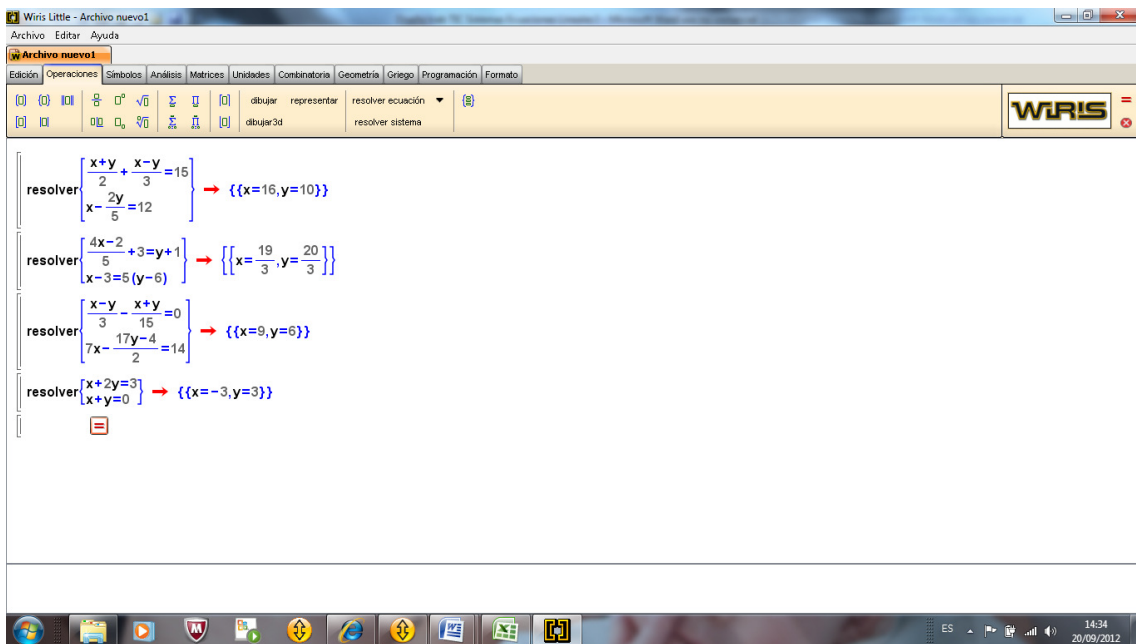 Wiris Little - Archivo nuevo1
Archivo Editar Ayuda
Archivo nuevo1
Edición Operaciones Símbolos Análisis Matrices Unidades Combinatoria Geometría Griego Programación Formato
dibujar representar resolver ecuación
dibujar3d resolver sistema
WIRIS
resolver{(x+y)/2 + (x−y)/3 = 15
x − 2y/5 = 12} → {{x=16,y=10}}
resolver{(4x−2)/5 + 3 = y+1
x−3=5(y−6)} → {{x=19/3,y=20/3}}
resolver{(x−y)/3 − (x+y)/15 = 0
7x − (17y−4)/2 = 14} → {{x=9,y=6}}
resolver{x+2y=3
x+y=0} → {{x=−3,y=3}}
=
ES 14:34
20/09/2012